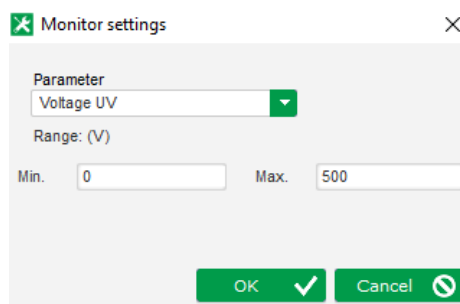 Monitor settings
Parameter
Voltage UV
Range: (V)
Min. 0 Max. 500
OK Cancel